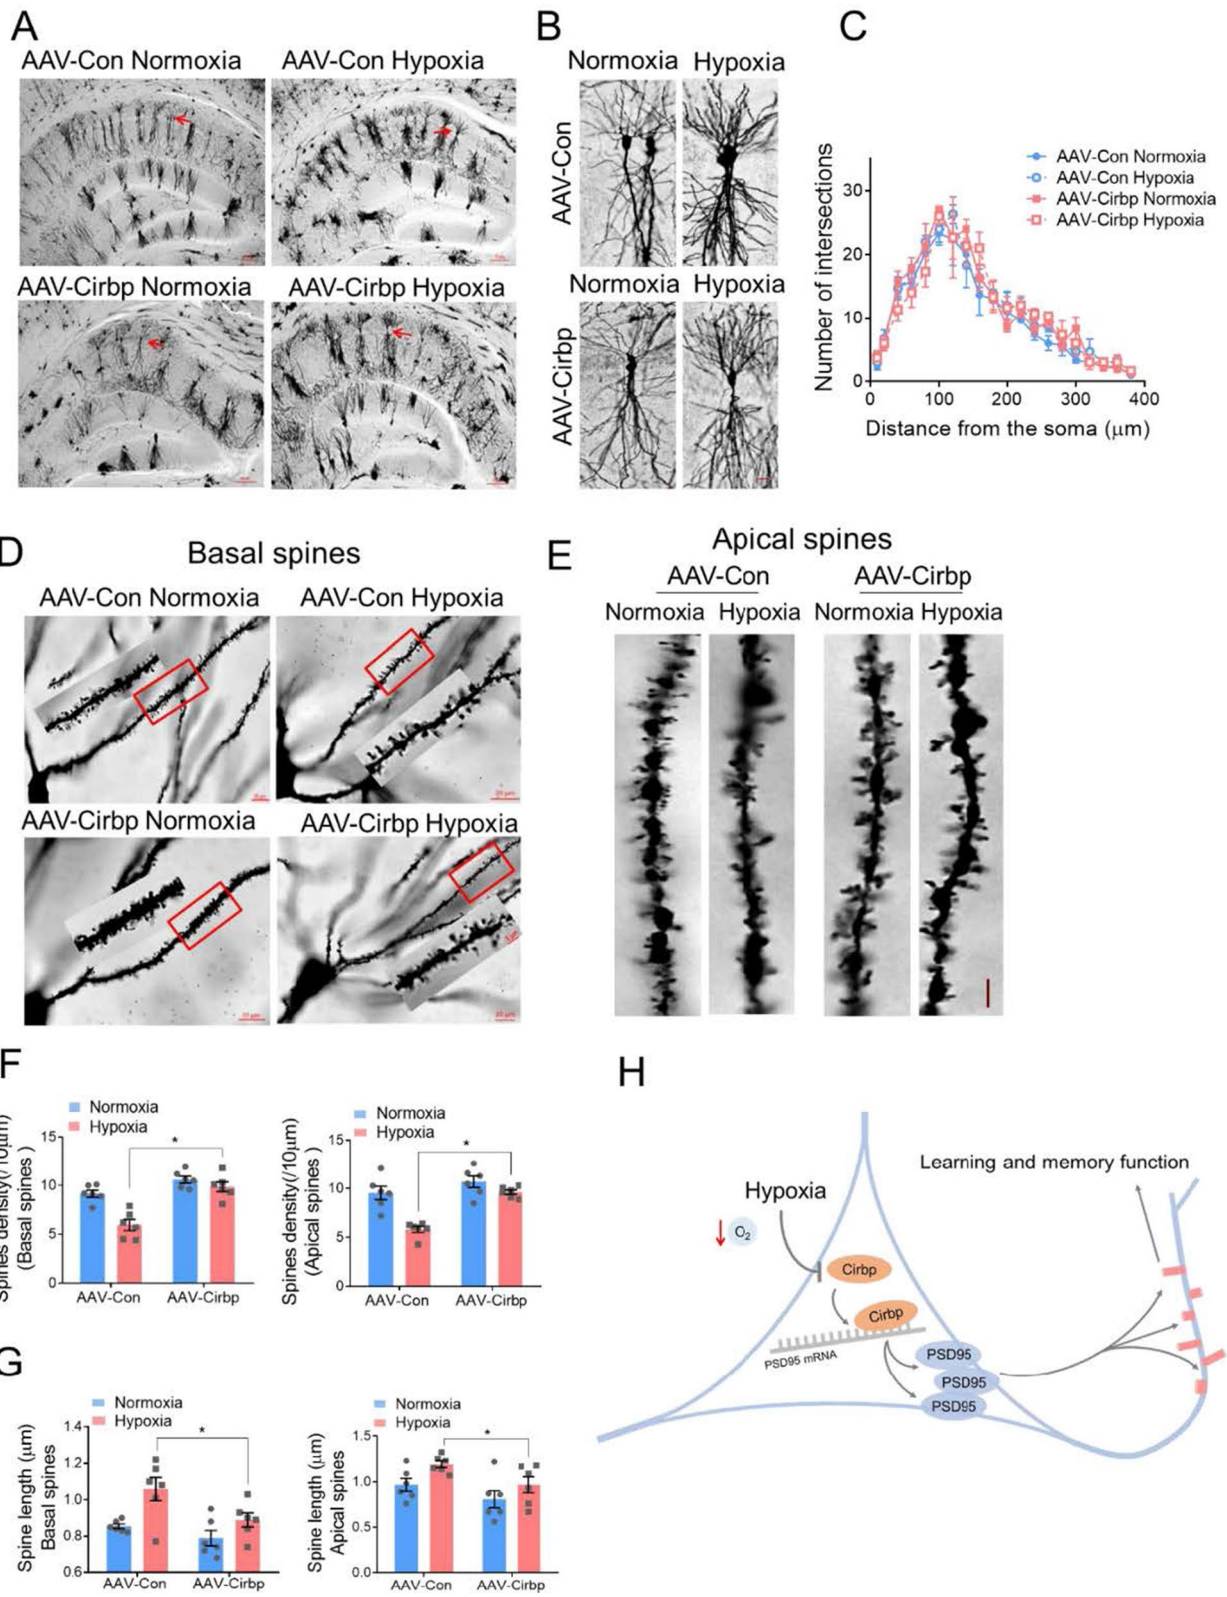 A
AAV-Con Normoxia
AAV-Con Hypoxia
AAV-Cirbp Normoxia
AAV-Cirbp Hypoxia
B
Normoxia
Hypoxia
AAV-Con
Normoxia
Hypoxia
AAV-Cirbp
C
AAV-Con Normoxia
AAV-Con Hypoxia
AAV-Cirbp Normoxia
AAV-Cirbp Hypoxia
Number of intersections
30
20
10
0
0 100 200 300 400
Distance from the soma (μm)
D
Basal spines
AAV-Con Normoxia
AAV-Con Hypoxia
20 μm
AAV-Cirbp Normoxia
AAV-Cirbp Hypoxia
20 μm
20 μm
E
Apical spines
AAV-Con
AAV-Cirbp
Normoxia Hypoxia Normoxia Hypoxia
F
Normoxia
Hypoxia
Spines density(/10μm)
(Basal spines )
15
10
5
0
*
AAV-Con
AAV-Cirbp
Normoxia
Hypoxia
Spines density(/10μm)
(Apical spines )
15
10
5
0
*
AAV-Con
AAV-Cirbp
G
Normoxia
Hypoxia
Spine length (μm)
Basal spines
1.4
1.2
1.0
0.8
0.6
*
AAV-Con
AAV-Cirbp
Normoxia
Hypoxia
Spine length (μm)
Apical spines
1.5
1.0
0.5
0.0
*
AAV-Con
AAV-Cirbp
H
Learning and memory function
Hypoxia
O2
Cirbp
Cirbp
PSD95 mRNA
PSD95
PSD95
PSD95